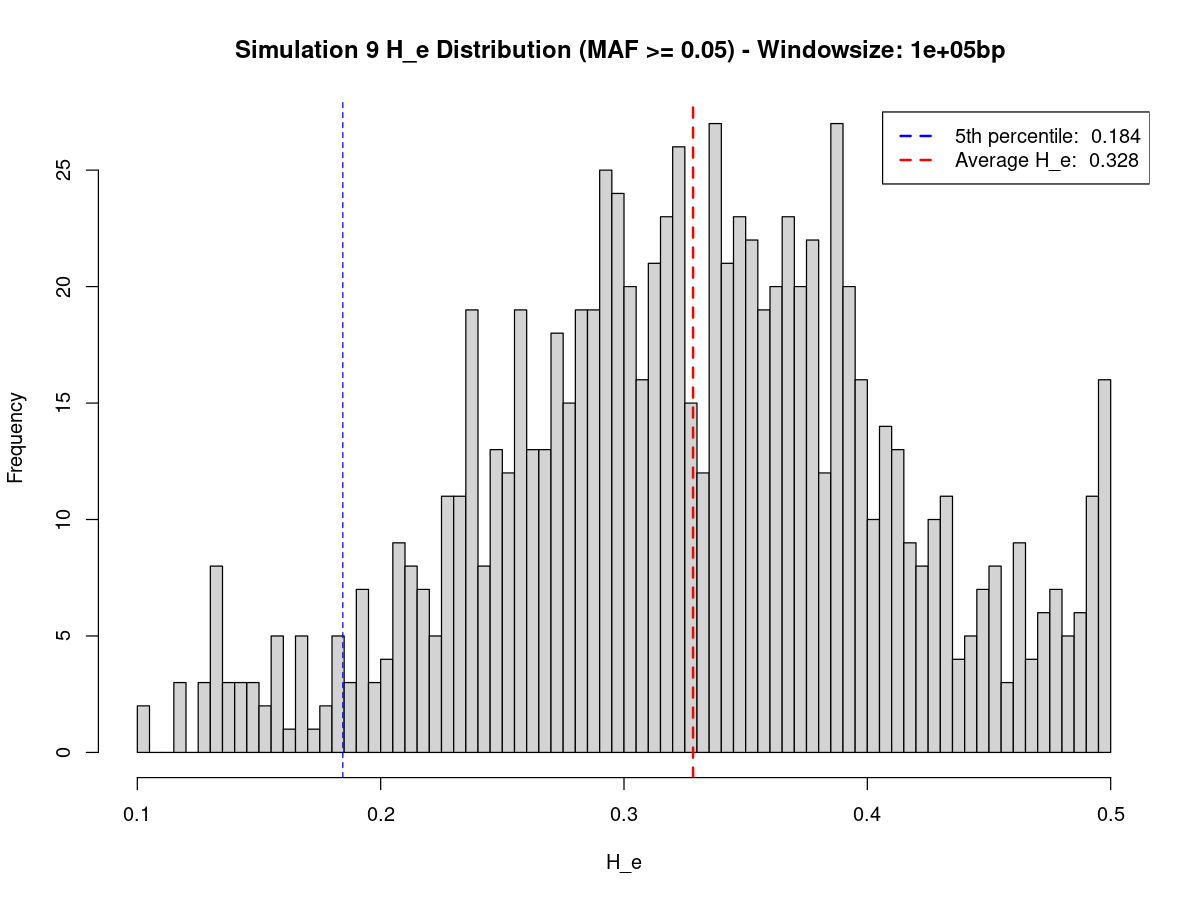 Simulation 9 H_e Distribution (MAF >= 0.05) - Windowsize: 1e+05bp
5th percentile: 0.184
Average H_e: 0.328
Frequency
25
20
15
10
5
0
0.1 0.2 0.3 0.4 0.5
H_e